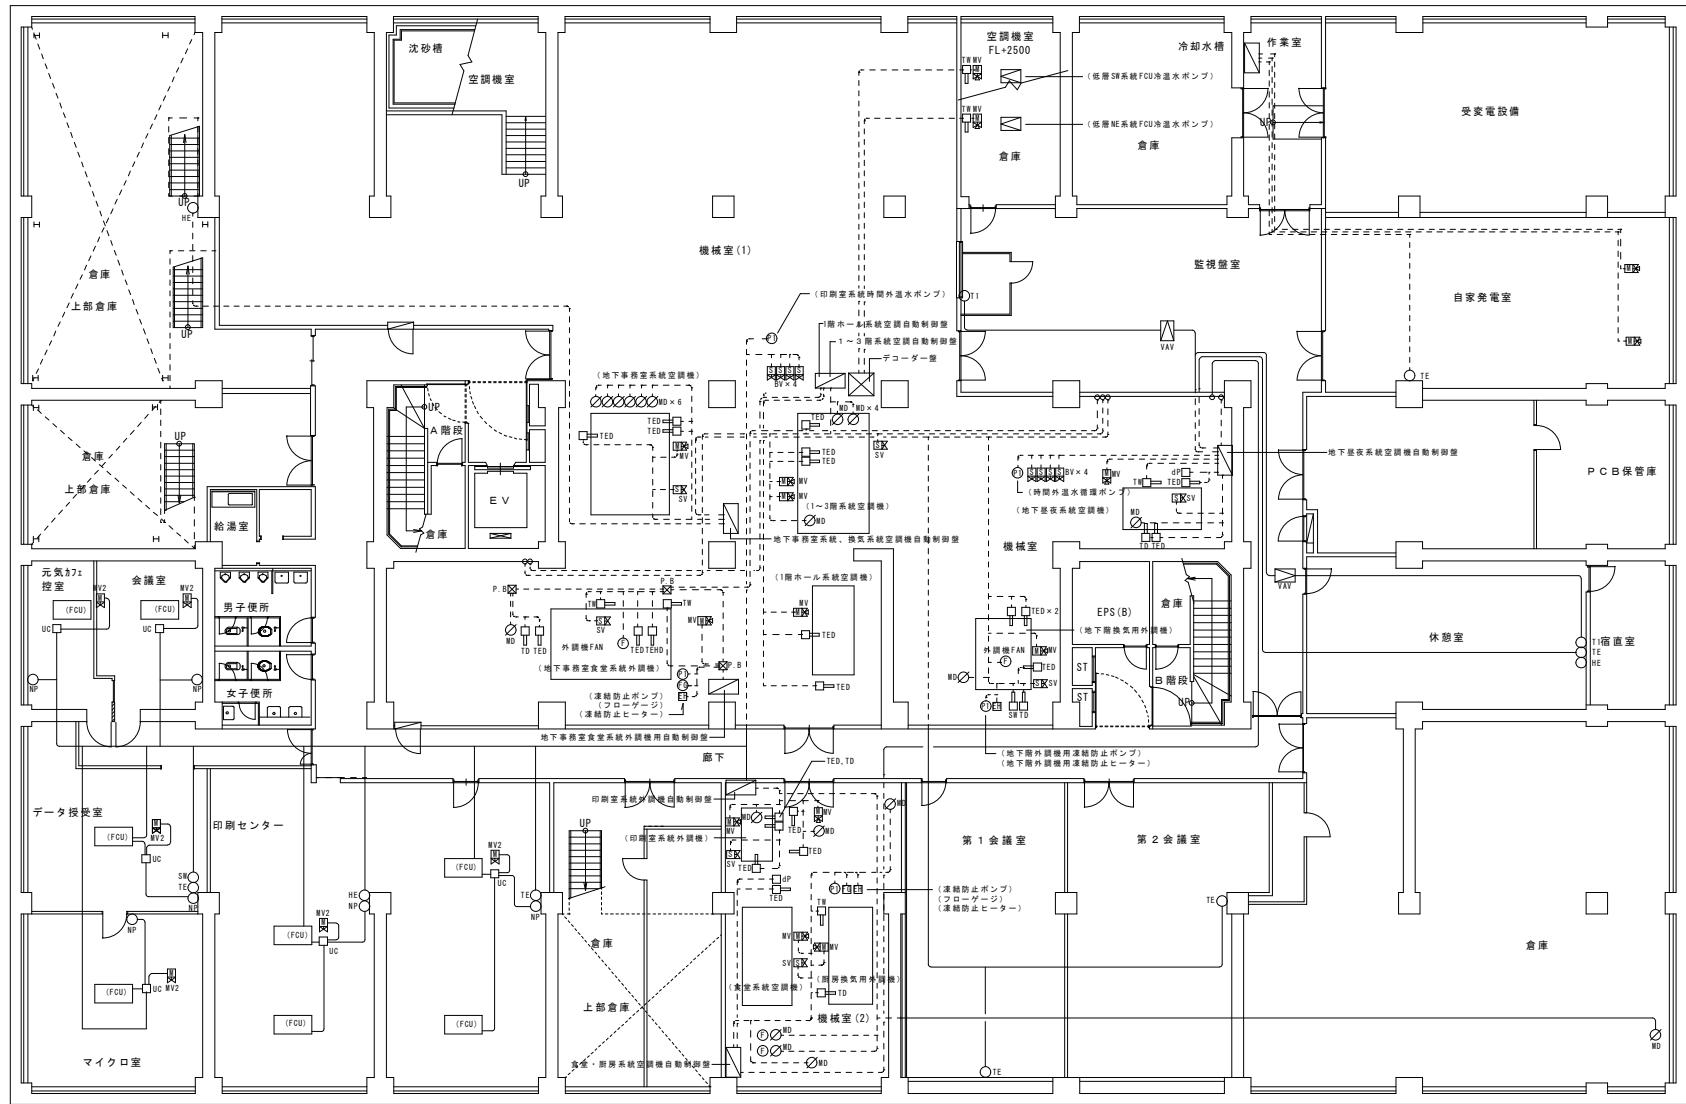 沈砂槽
空調機室
空調機室
FL+2500
冷却水槽
作業室
TW MV
(低層SW系統FCU冷温水ポンプ)
TW MV
(低層NE系統FCU冷温水ポンプ)
倉庫
倉庫
UP
受変電設備
UP
UP
HE
機械室(1)
監視盤室
倉庫
上部倉庫
UP
(印刷室系統時間外温水ポンプ)
TI
自家発電室
1階ホール系統空調自動制御盤
1～3階系統空調自動制御盤
デコーダー盤
PI
VAV
TE
(地下事務室系統空調機)
BV×4
MD×6
MD
MD×4
UP
A階段
TED
TED
TED
MV
TED
TED
TED
SV
UP
倉庫
上部倉庫
地下昼夜系統空調機自動制御盤
PCB保管庫
EV
SV
MV
MV
PI
BV×4
MV
dP
TW
TED
SV
(時間外温水循環ポンプ)
(地下昼夜系統空調機)
(1～3階系統空調機)
MD
MD
TD TED
給湯室
倉庫
地下事務室系統、換気系統空調機自動制御盤
機械室
元気カフェ
控室
会議室
MV2
MV2
(FCU)
(FCU)
UC
UC
男子便所
P.B
P.B
(1階ホール系統空調機)
VAV
TW
TW
SV
MV
MV
MD
TD TED
外調機FAN
F
TED TEHD
TED
TED×2
EPS(B)
倉庫
(地下階換気用外調機)
休憩室
TI
TE
HE
宿直室
(地下事務室食堂系統外調機)
P.B
外調機FAN
F
MV
TED
SV
MD
ST
ST
B階段
UP
NP
NP
女子便所
PI
FG
EH
(凍結防止ポンプ)
(フローゲージ)
(凍結防止ヒーター)
TED
PI EH
SW TD
地下事務室食堂系統外調機用自動制御盤
廊下
TED,TD
(地下階外調機用凍結防止ポンプ)
(地下階外調機用凍結防止ヒーター)
データ授受室
印刷センター
印刷室系統外調機自動制御盤
MV2
(FCU)
UC
UP
MD
MV
MV
MD
MD
TED
(印刷室系統外調機)
SV
TED
TED
第1会議室
第2会議室
MV2
(FCU)
UC
SW
TE
NP
HE
NP
TE
NP
dP
TED
PI FG EH
(凍結防止ポンプ)
(フローゲージ)
(凍結防止ヒーター)
TE
NP
MV2
(FCU)
UC
TW
倉庫
MV
MV
SV
倉庫
MV2
(FCU)
UC
(食堂系統空調機)
(厨房換気用外調機)
TD
上部倉庫
機械室(2)
(FCU)
(FCU)
F
MD
F
MD
MD
MD
マイクロ室
食堂・厨房系統空調機自動制御盤
TE